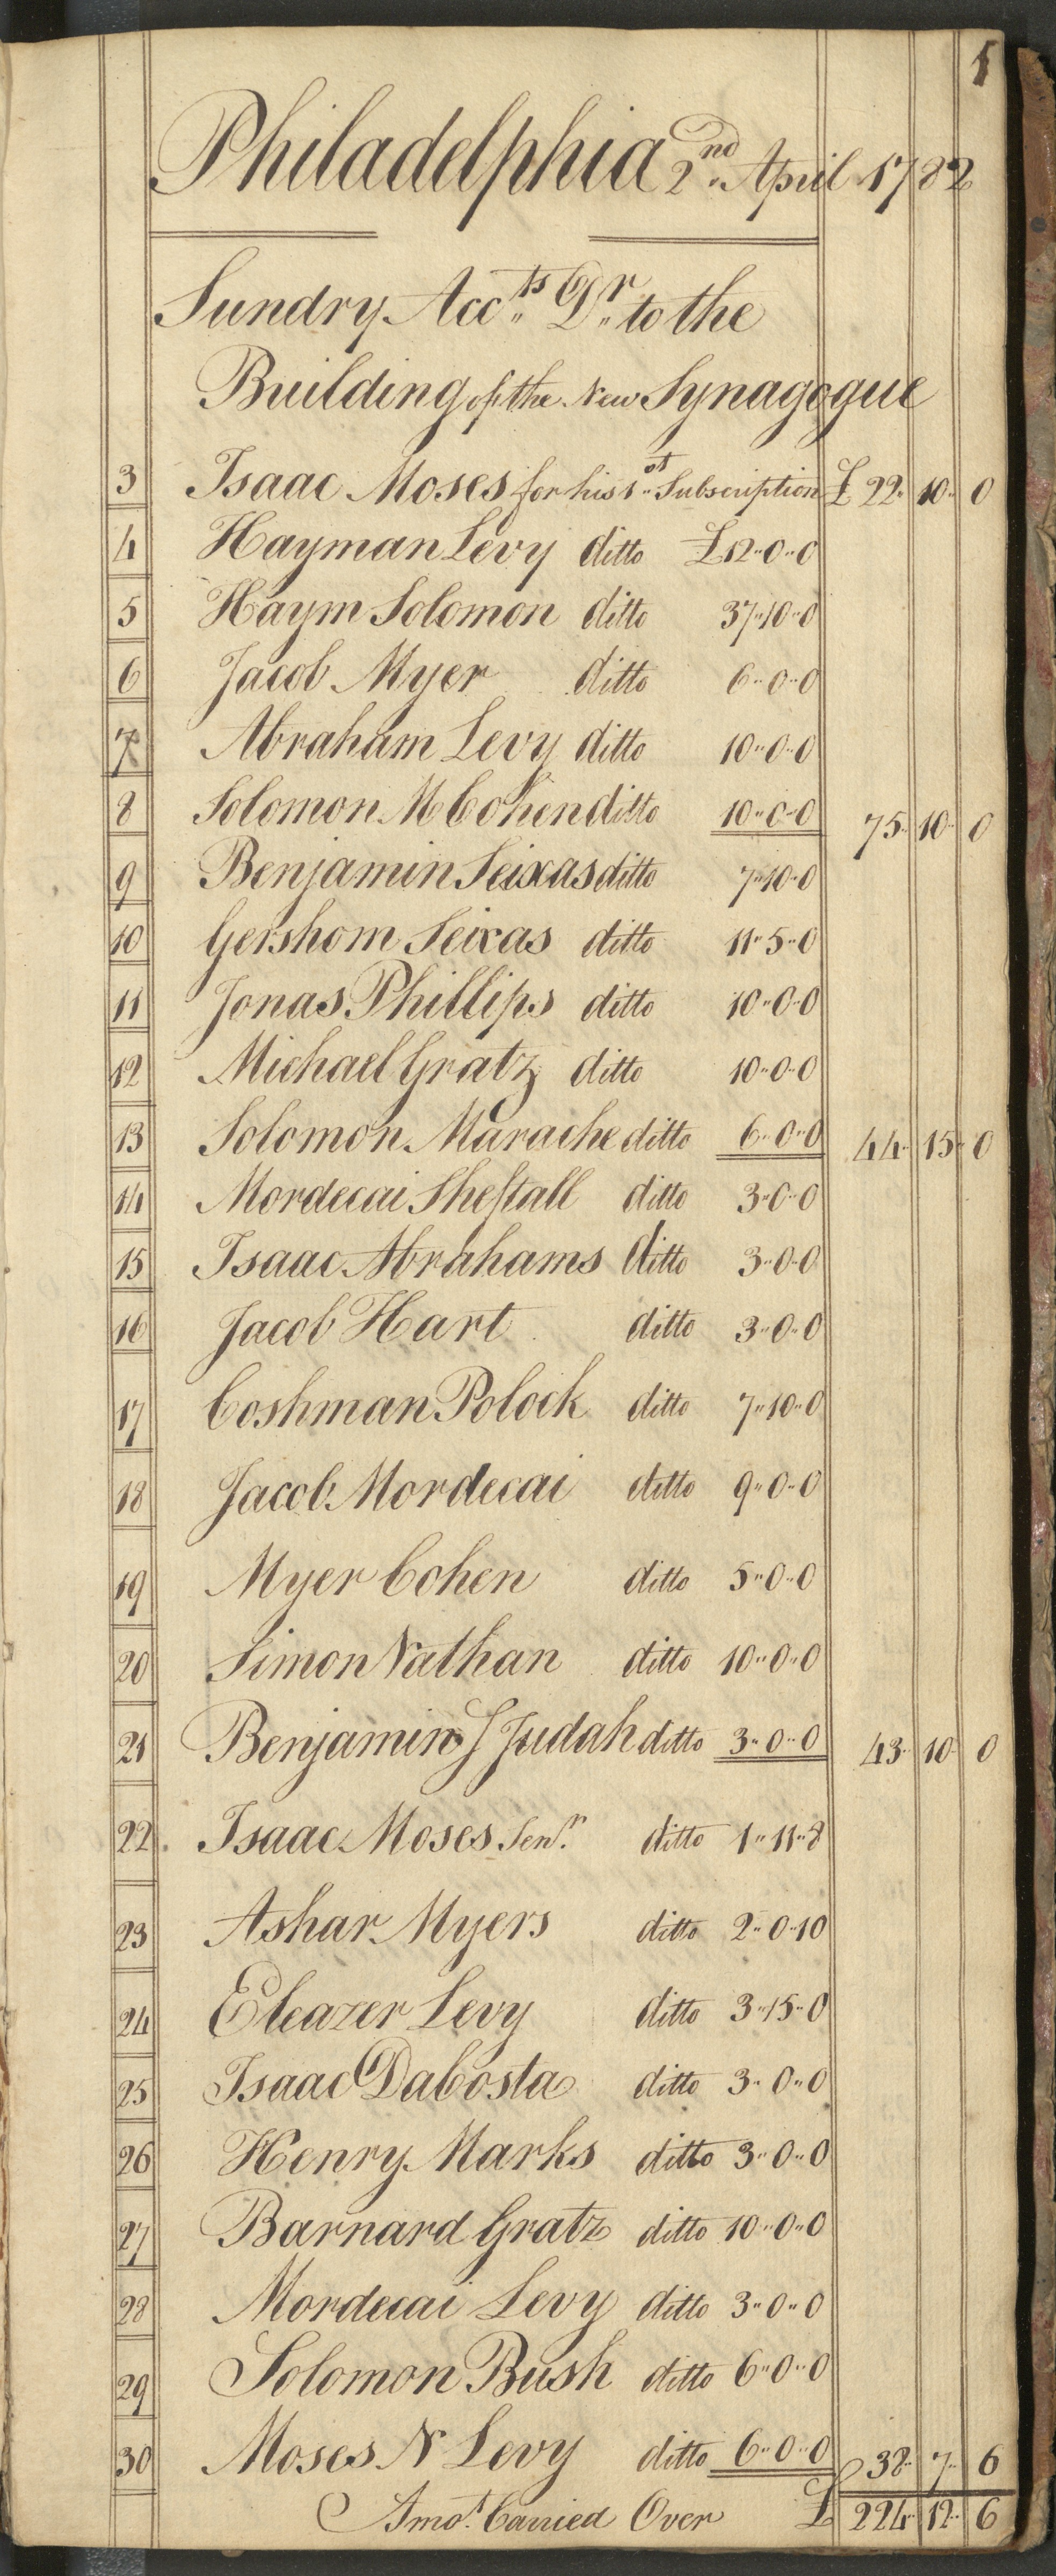 1
Philadelphia 2nd April 1782
Sundry Accts Dr to the
Building of the New Synagogue
3 Isaac Moses for his 1st Subscription £ 22 10 0
4 Hayman Levy ditto £12..0..0
5 Haym Solomon ditto 37..10..0
6 Jacob Myer ditto 6..0..0
7 Abraham Levy ditto 10..0..0
8 Solomon M Cohen ditto 10..0..0 75 10 0
9 Benjamin Seixas ditto 7..10..0
10 Gershom Seixas ditto 11..5..0
11 Jonas Phillips ditto 10..0..0
12 Michael Gratz ditto 10..0..0
13 Solomon Marache ditto 6..0..0 44 15 0
14 Mordecai Sheftall ditto 3..0..0
15 Isaac Abrahams ditto 3..0..0
16 Jacob Hart ditto 3..0..0
17 Coshman Polock ditto 7..10..0
18 Jacob Mordecai ditto 9..0..0
19 Myer Cohen ditto 5..0..0
20 Simon Nathan ditto 10..0..0
21 Benjamin J Judah ditto 3..0..0 43 10 0
22 Isaac Moses Senr. ditto 1..11..8
23 Ashar Myers ditto 2..0..10
24 Eleazer Levy ditto 3..15..0
25 Isaac DaCosta ditto 3..0..0
26 Henry Marks ditto 3..0..0
27 Barnard Gratz ditto 10..0..0
28 Mordecai Levy ditto 3..0..0
29 Solomon Bush ditto 6..0..0
30 Moses N Levy ditto 6..0..0 38 7 6
Amot. Carried Over £ 224 12 6